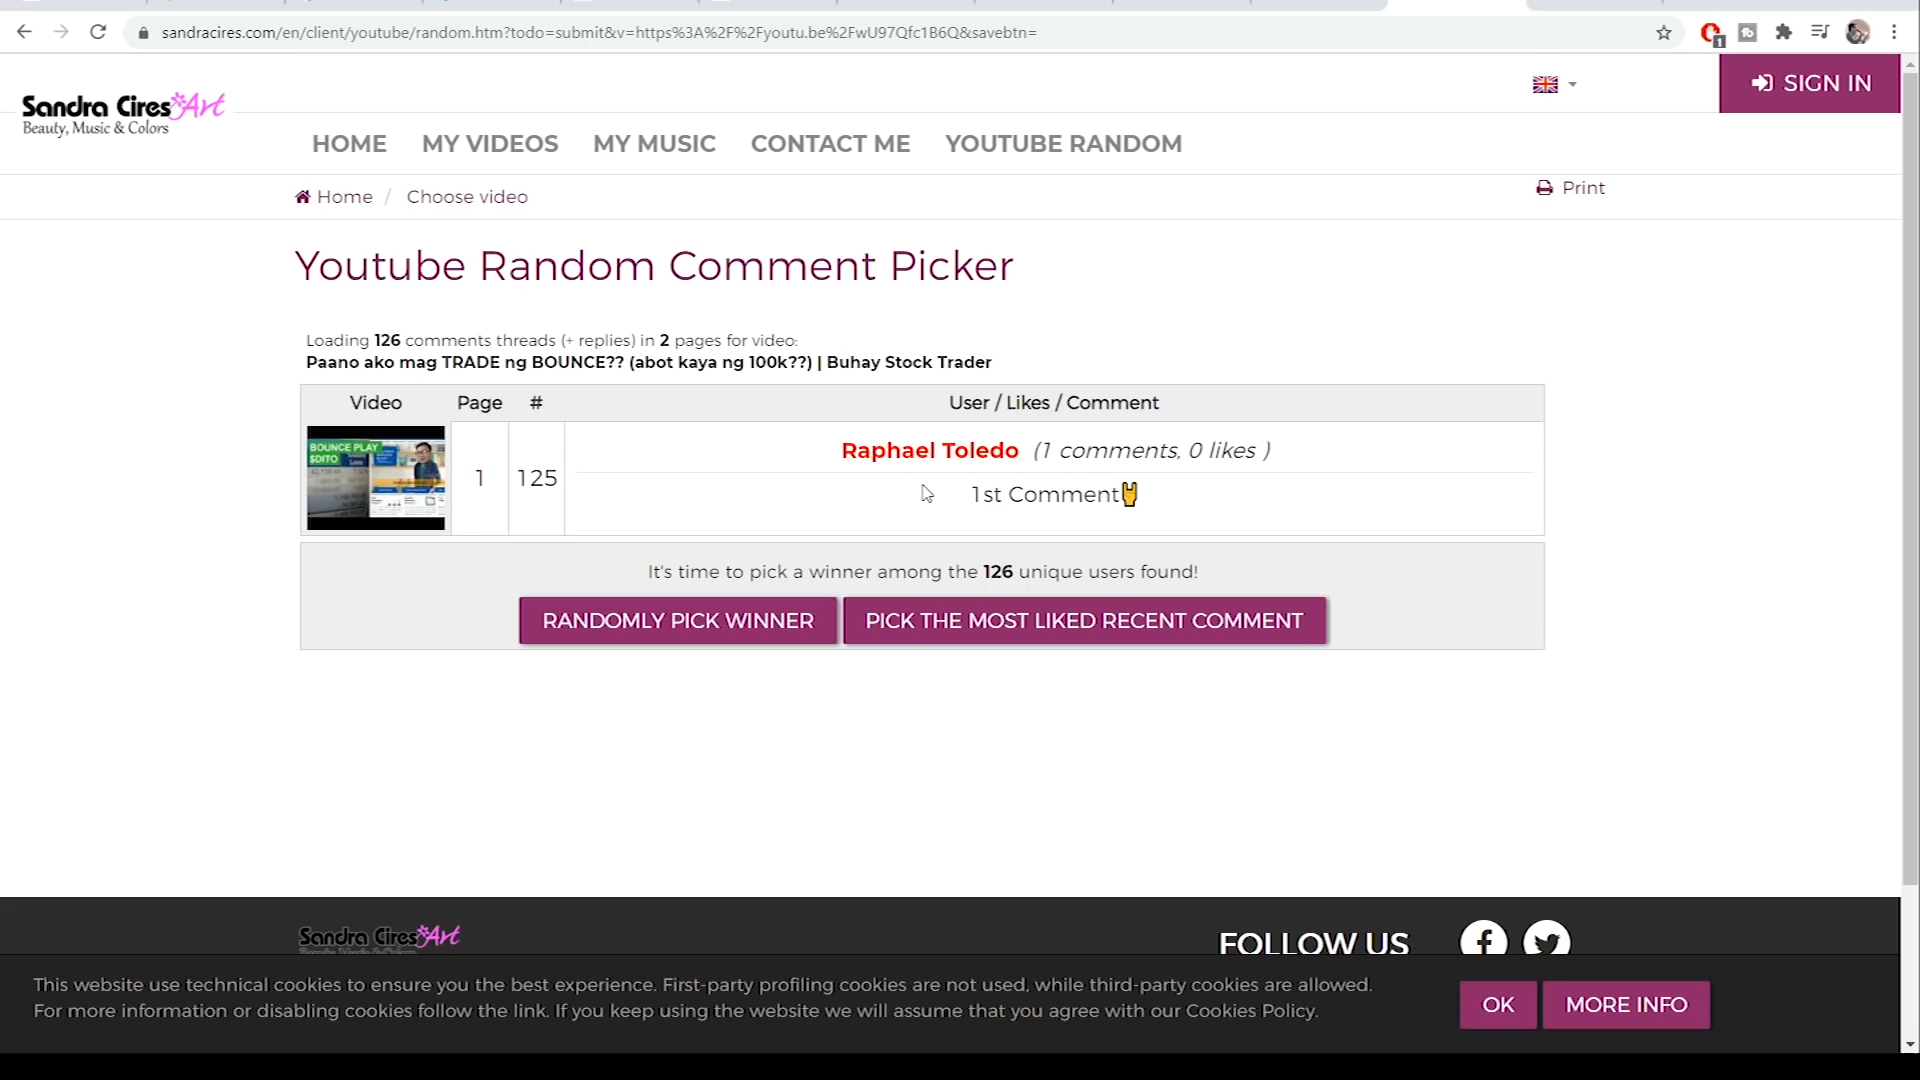 sandracires.com/en/client/youtube/random.htm?todo=submit&v=https%3A%2F%2Fyoutu.be%2FwU97Qfc1B6Q&savebtn=
1
Sandra Cires Art
Beauty, Music & Colors
SIGN IN
HOME MY VIDEOS MY MUSIC CONTACT ME YOUTUBE RANDOM
Home / Choose video
Print
Youtube Random Comment Picker
Loading 126 comments threads (+ replies) in 2 pages for video:
Paano ako mag TRADE ng BOUNCE?? (abot kaya ng 100k??) | Buhay Stock Trader
Video Page # User / Likes / Comment
BOUNCE PLAY
$DITO
1 125
Raphael Toledo (1 comments, 0 likes )
1st Comment🤘
It's time to pick a winner among the 126 unique users found!
RANDOMLY PICK WINNER PICK THE MOST LIKED RECENT COMMENT
Sandra Cires Art
FOLLOW US
This website use technical cookies to ensure you the best experience. First-party profiling cookies are not used, while third-party cookies are allowed.
For more information or disabling cookies follow the link. If you keep using the website we will assume that you agree with our Cookies Policy.
OK MORE INFO